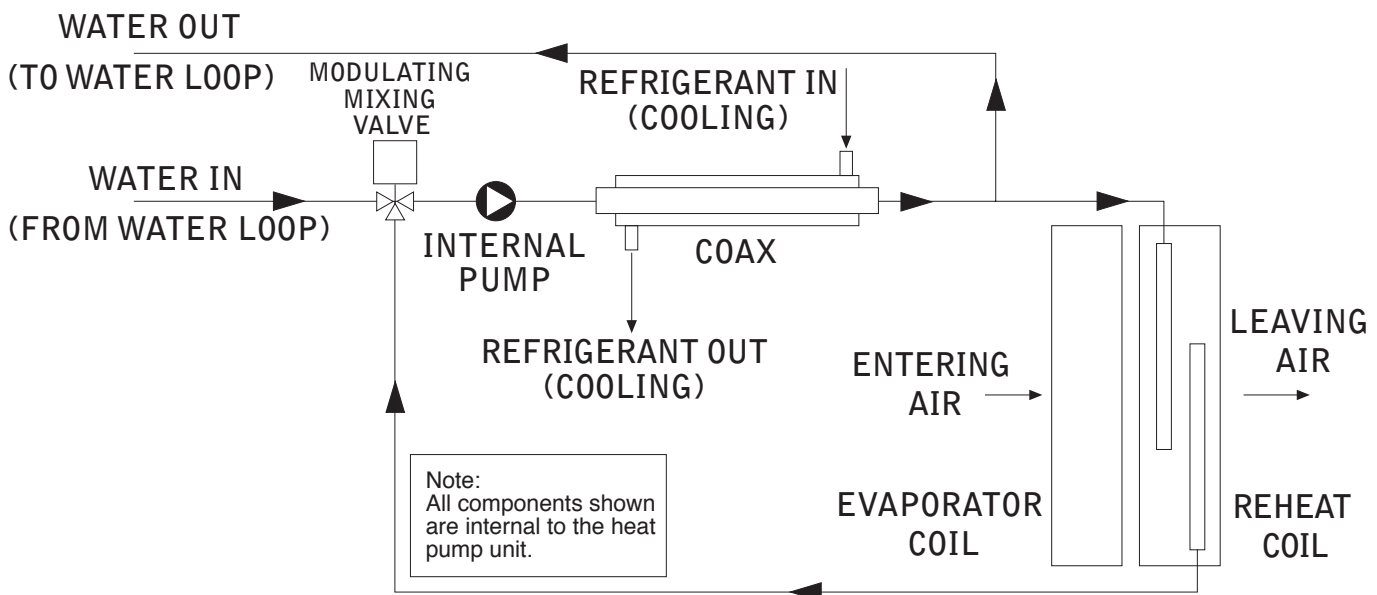 WATER OUT
(TO WATER LOOP)
MODULATING
MIXING
VALVE
REFRIGERANT IN
(COOLING)
WATER IN
(FROM WATER LOOP)
INTERNAL
PUMP
COAX
REFRIGERANT OUT
(COOLING)
ENTERING
AIR
LEAVING
AIR
Note:
All components shown
are internal to the heat
pump unit.
EVAPORATOR
COIL
REHEAT
COIL